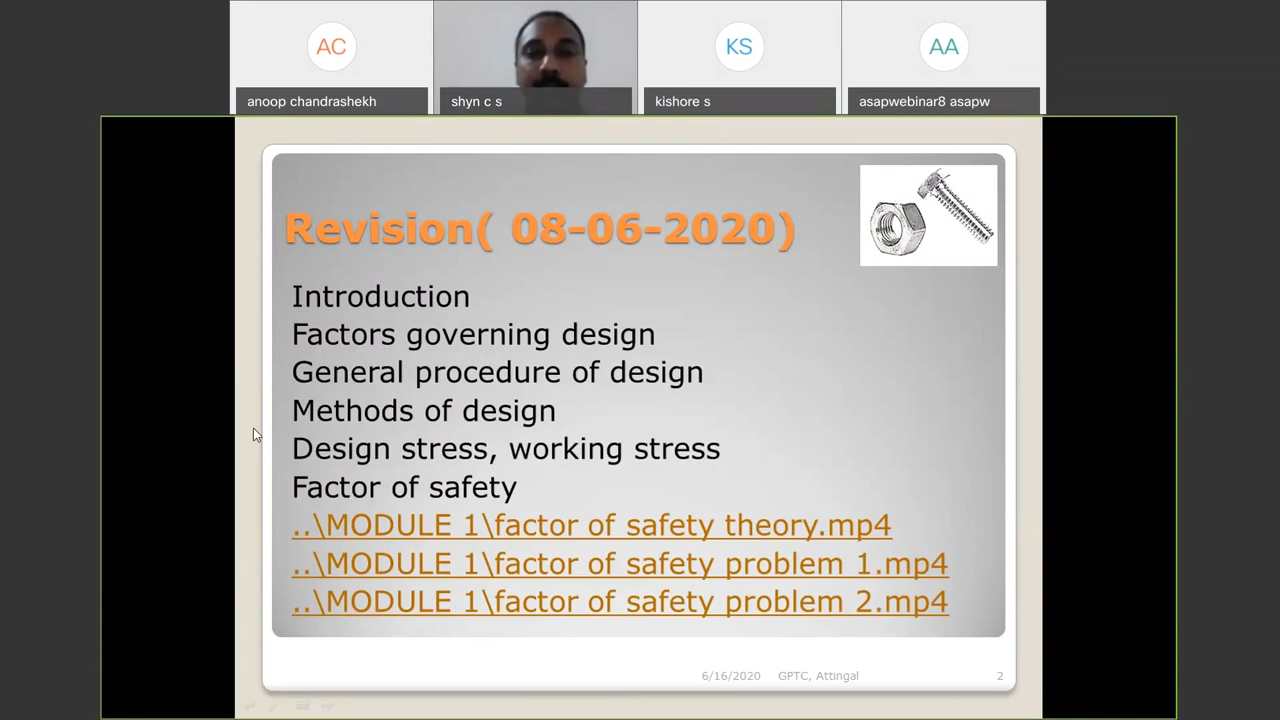 AC
KS
AA
anoop chandrashekh
shyn c s
kishore s
asapwebinar8 asapw
Revision( 08-06-2020)
Introduction
Factors governing design
General procedure of design
Methods of design
Design stress, working stress
Factor of safety
..\MODULE 1\factor of safety theory.mp4
..\MODULE 1\factor of safety problem 1.mp4
..\MODULE 1\factor of safety problem 2.mp4
6/16/2020 GPTC, Attingal 2